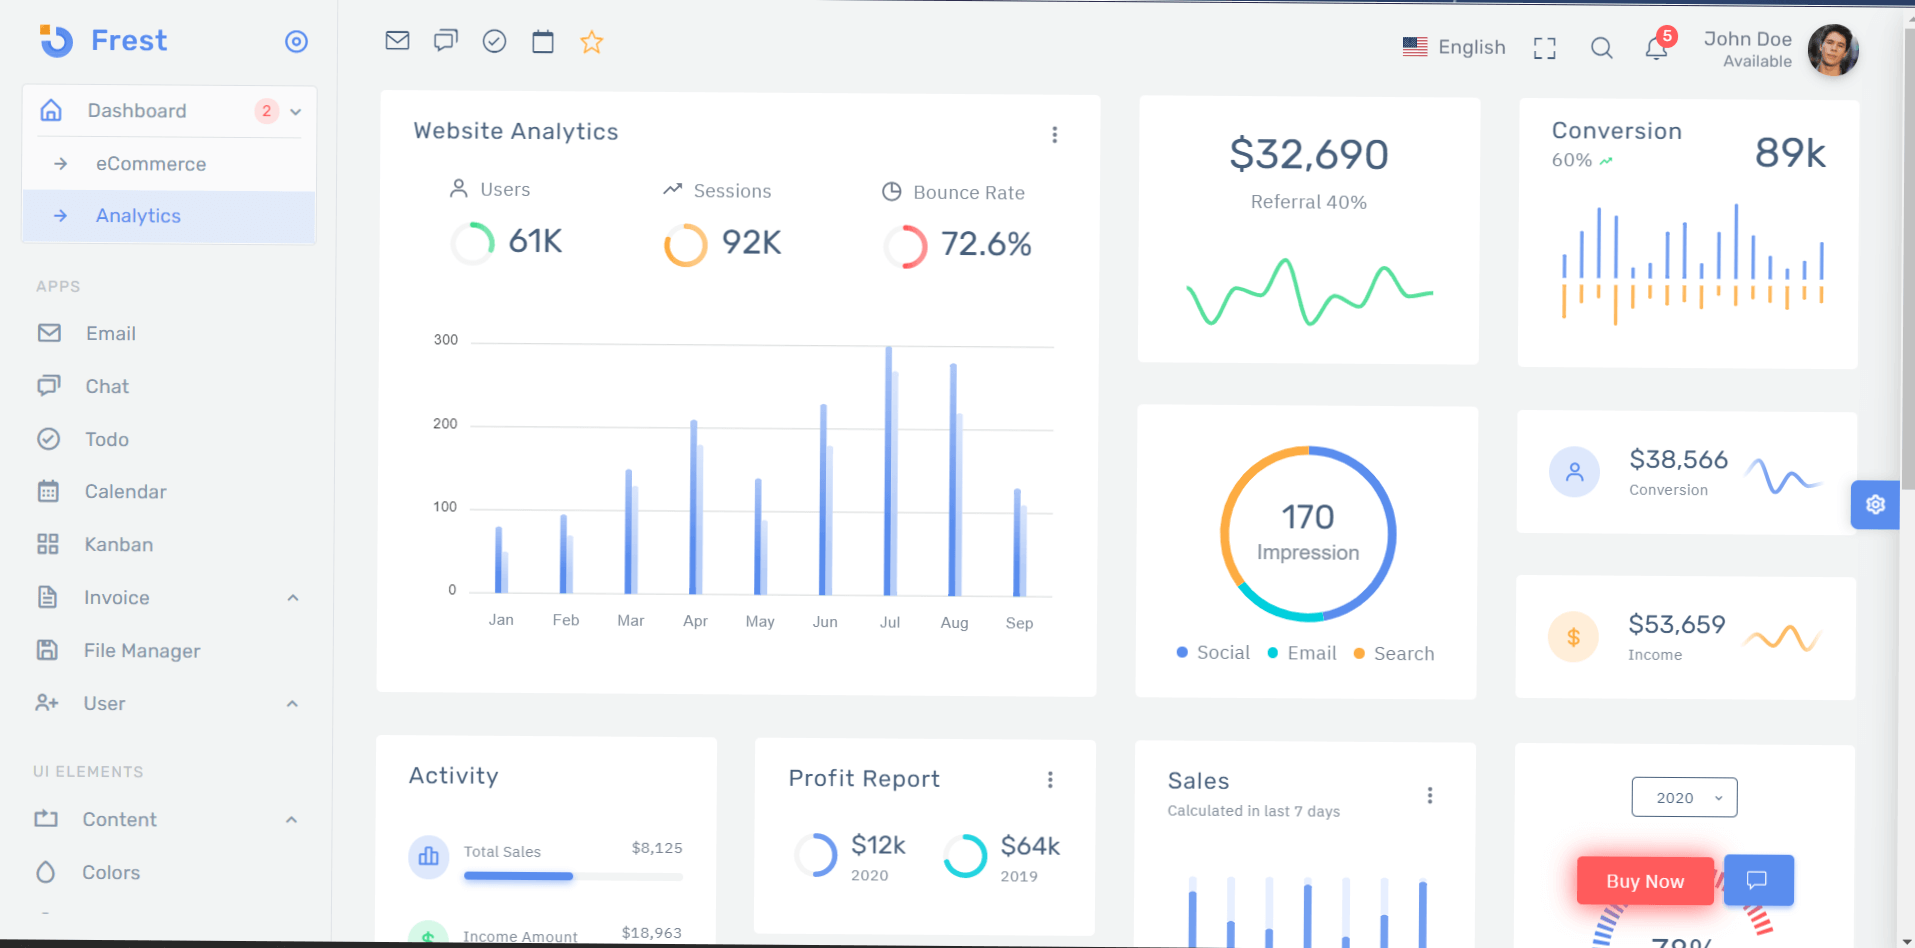 Frest
English
5
John Doe
Available
Dashboard
2
eCommerce
Analytics
APPS
Email
Chat
Todo
Calendar
Kanban
Invoice
File Manager
User
UI ELEMENTS
Content
Colors
Website Analytics
Users
61K
Sessions
92K
Bounce Rate
72.6%
300
200
100
0
Jan Feb Mar Apr May Jun Jul Aug Sep
$32,690
Referral 40%
Conversion
60%
89k
170
Impression
Social Email Search
$38,566
Conversion
$53,659
Income
Activity
Total Sales $8,125
Income Amount $18,963
Profit Report
$12k
2020
$64k
2019
Sales
Calculated in last 7 days
2020
Buy Now